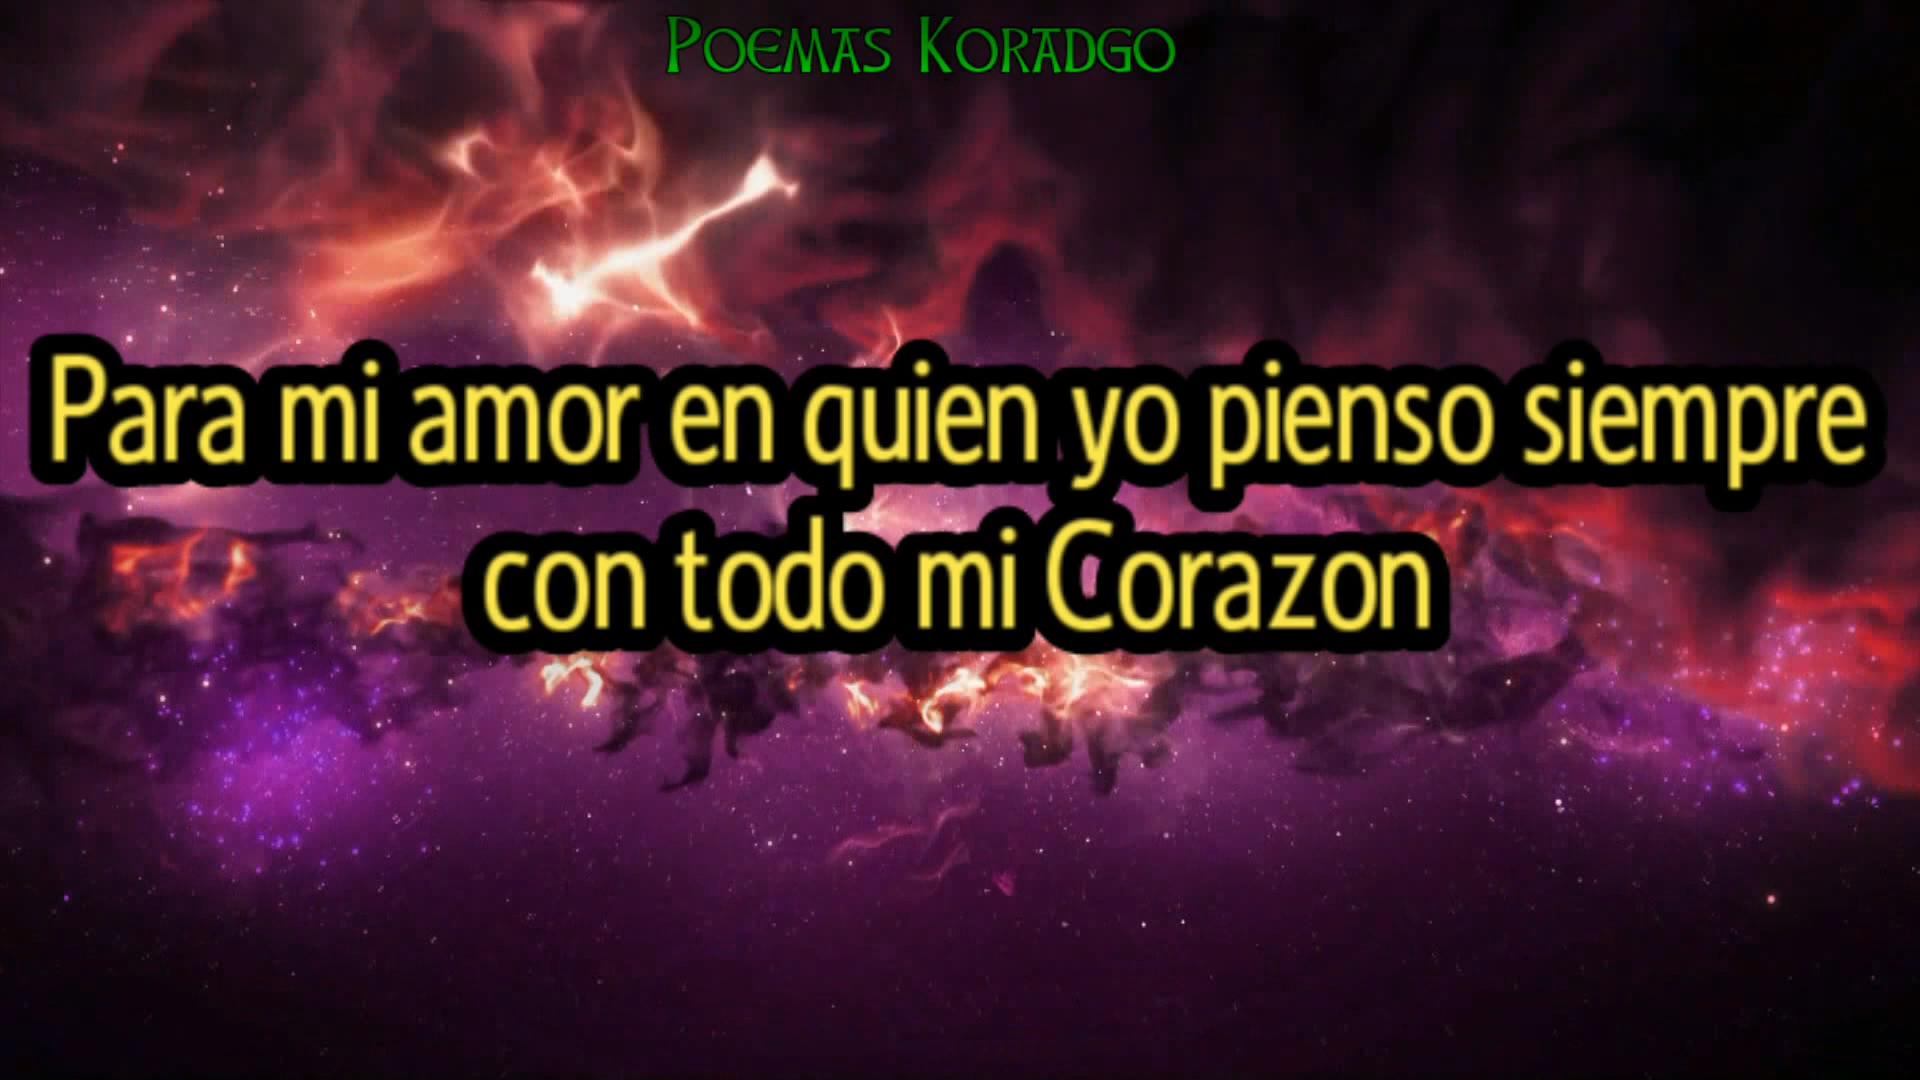 Poemas Koradgo
Para mi amor en quien yo pienso siempre
con todo mi Corazon